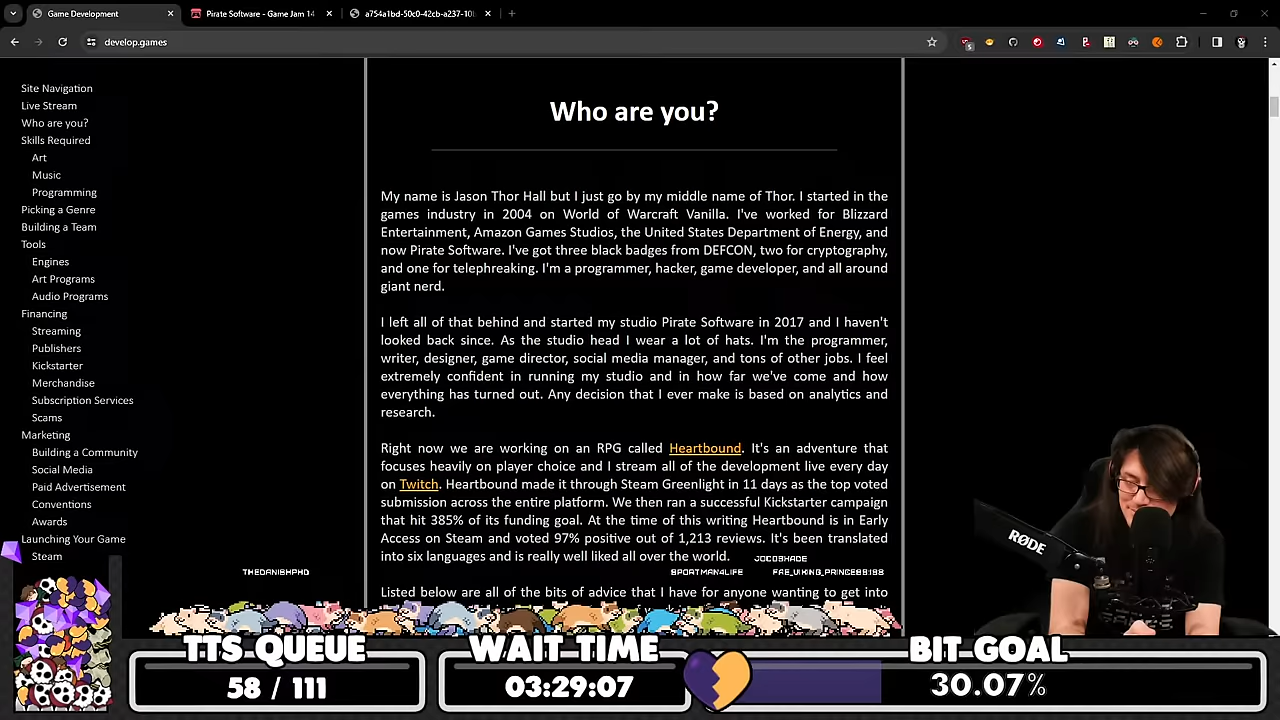 Game Development
Pirate Software - Game Jam 14
a754a1bd-50c0-42cb-a237-10
develop.games
Site Navigation
Live Stream
Who are you?
Skills Required
Art
Music
Programming
Picking a Genre
Building a Team
Tools
Engines
Art Programs
Audio Programs
Financing
Streaming
Publishers
Kickstarter
Merchandise
Subscription Services
Scams
Marketing
Building a Community
Social Media
Paid Advertisement
Conventions
Awards
Launching Your Game
Steam
Who are you?
My name is Jason Thor Hall but I just go by my middle name of Thor. I started in the
games industry in 2004 on World of Warcraft Vanilla. I've worked for Blizzard
Entertainment, Amazon Games Studios, the United States Department of Energy, and
now Pirate Software. I've got three black badges from DEFCON, two for cryptography,
and one for telephreaking. I'm a programmer, hacker, game developer, and all around
giant nerd.
I left all of that behind and started my studio Pirate Software in 2017 and I haven't
looked back since. As the studio head I wear a lot of hats. I'm the programmer,
writer, designer, game director, social media manager, and tons of other jobs. I feel
extremely confident in running my studio and in how far we've come and how
everything has turned out. Any decision that I ever make is based on analytics and
research.
Right now we are working on an RPG called Heartbound. It's an adventure that
focuses heavily on player choice and I stream all of the development live every day
on Twitch. Heartbound made it through Steam Greenlight in 11 days as the top voted
submission across the entire platform. We then ran a successful Kickstarter campaign
that hit 385% of its funding goal. At the time of this writing Heartbound is in Early
Access on Steam and voted 97% positive out of 1,213 reviews. It's been translated
into six languages and is really well liked all over the world.
Listed below are all of the bits of advice that I have for anyone wanting to get into
JOCOSHADE
THEDANISHPHD
SPORTMAN4LIFE
FAE_VIKING_PRINCESS198
RØDE
TTS QUEUE
58 / 111
WAIT TIME
03:29:07
BIT GOAL
30.07%